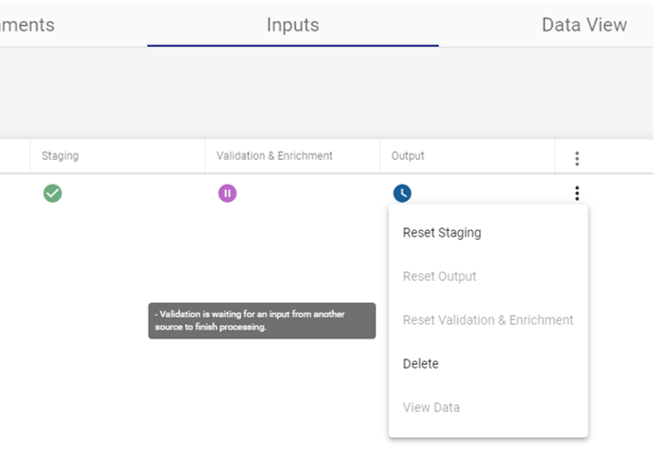 Inputs
Data View
Staging
Validation & Enrichment
Output
Reset Staging
Reset Output
- Validation is waiting for an input from another
source to finish processing.
Reset Validation & Enrichment
Delete
View Data